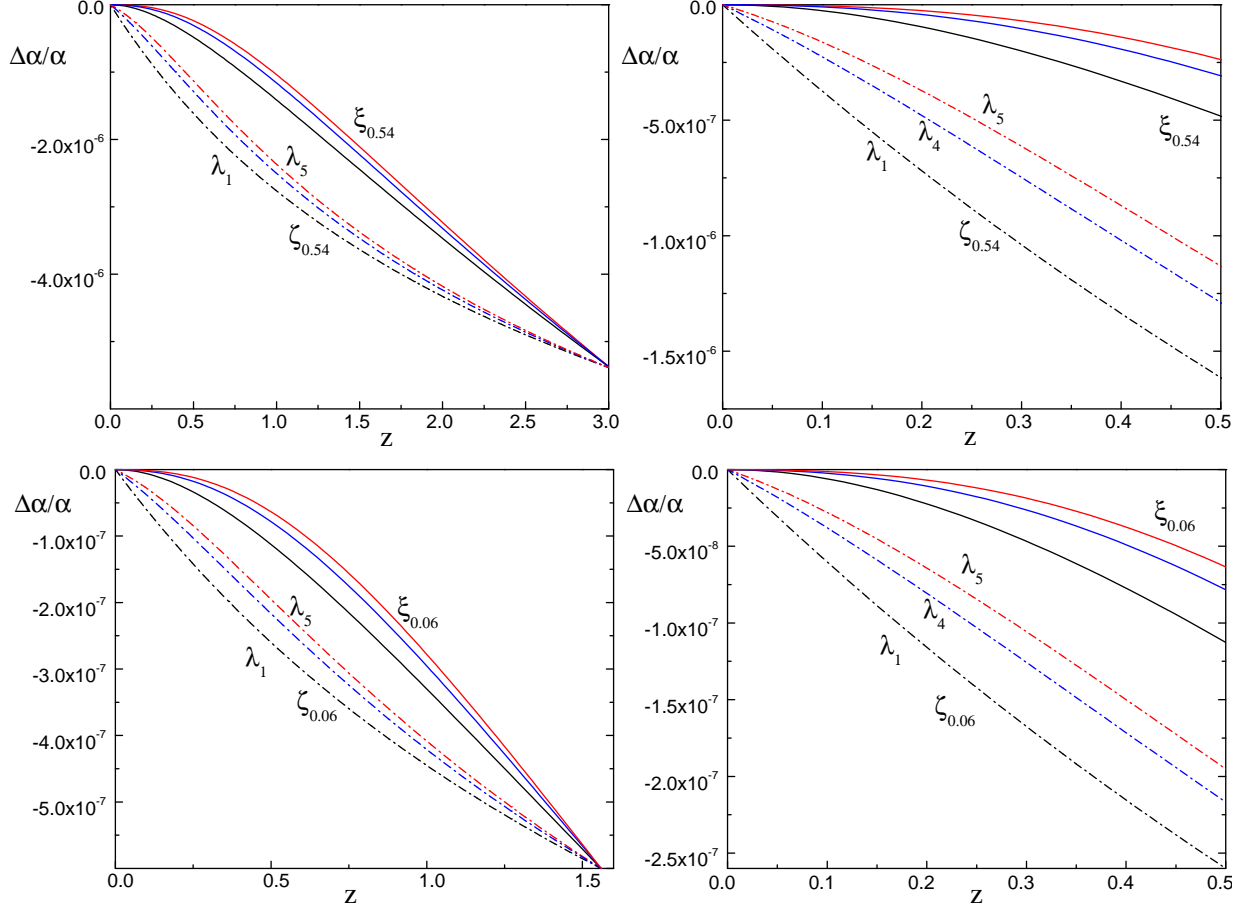 0.0
Δα/α
-2.0x10⁻⁶
-4.0x10⁻⁶
ξ₀.₅₄
λ₅
λ₁
ζ₀.₅₄
0.0 0.5 1.0 1.5 2.0 2.5 3.0
z
0.0
Δα/α
-5.0x10⁻⁷
-1.0x10⁻⁶
-1.5x10⁻⁶
λ₅
ξ₀.₅₄
λ₄
λ₁
ζ₀.₅₄
0.0 0.1 0.2 0.3 0.4 0.5
z
0.0
Δα/α
-1.0x10⁻⁷
-2.0x10⁻⁷
-3.0x10⁻⁷
-4.0x10⁻⁷
-5.0x10⁻⁷
λ₅
ξ₀.₀₆
λ₁
ζ₀.₀₆
0.0 0.5 1.0 1.5
z
0.0
Δα/α
-5.0x10⁻⁸
-1.0x10⁻⁷
-1.5x10⁻⁷
-2.0x10⁻⁷
-2.5x10⁻⁷
ξ₀.₀₆
λ₅
λ₄
λ₁
ζ₀.₀₆
0.0 0.1 0.2 0.3 0.4 0.5
z